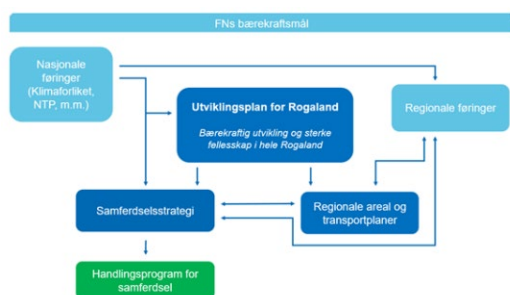 FNs bærekraftsmål
Nasjonale
føringer
(Klimaforliket,
NTP, m.m.)
Utviklingsplan for Rogaland
Bærekraftig utvikling og sterke
fellesskap i hele Rogaland
Regionale føringer
Samferdselsstrategi
Regionale areal og
transportplaner
Handlingsprogram for
samferdsel